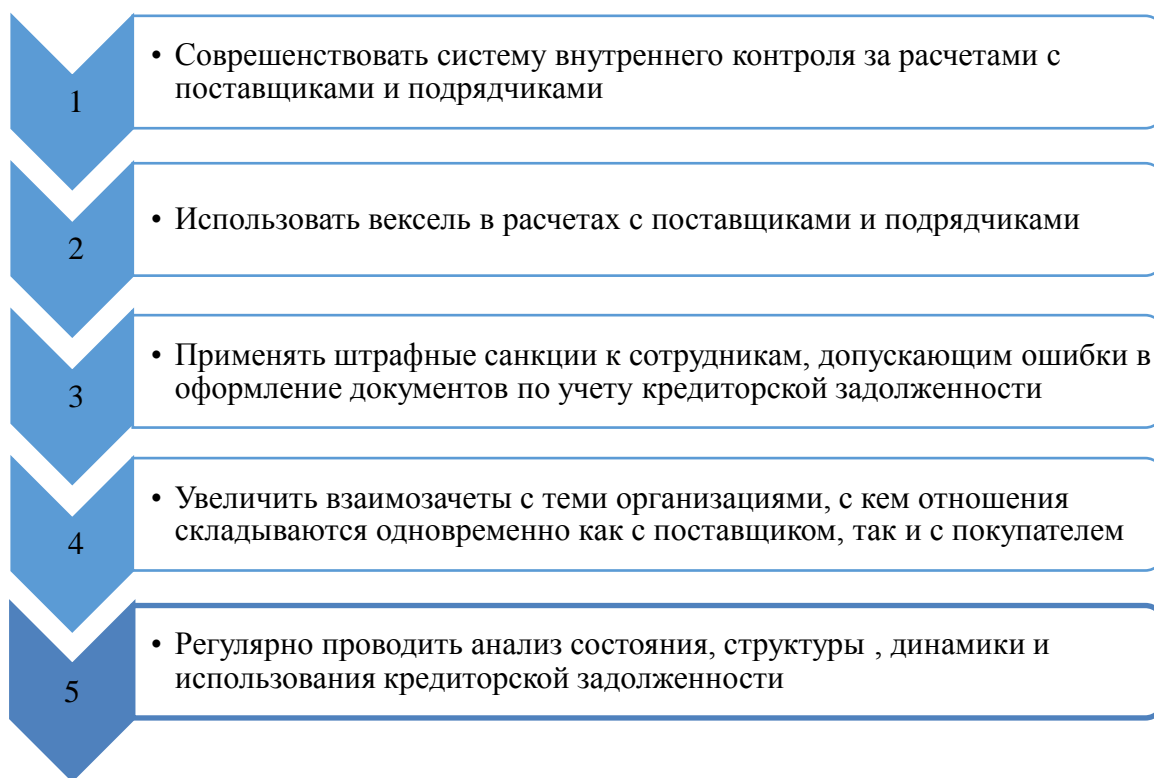 1
• Соврешенствовать систему внутреннего контроля за расчетами с
поставщиками и подрядчиками
2
• Использовать вексель в расчетах с поставщиками и подрядчиками
3
• Применять штрафные санкции к сотрудникам, допускающим ошибки в
оформление документов по учету кредиторской задолженности
4
• Увеличить взаимозачеты с теми организациями, с кем отношения
складываются одновременно как с поставщиком, так и с покупателем
5
• Регулярно проводить анализ состояния, структуры , динамики и
использования кредиторской задолженности